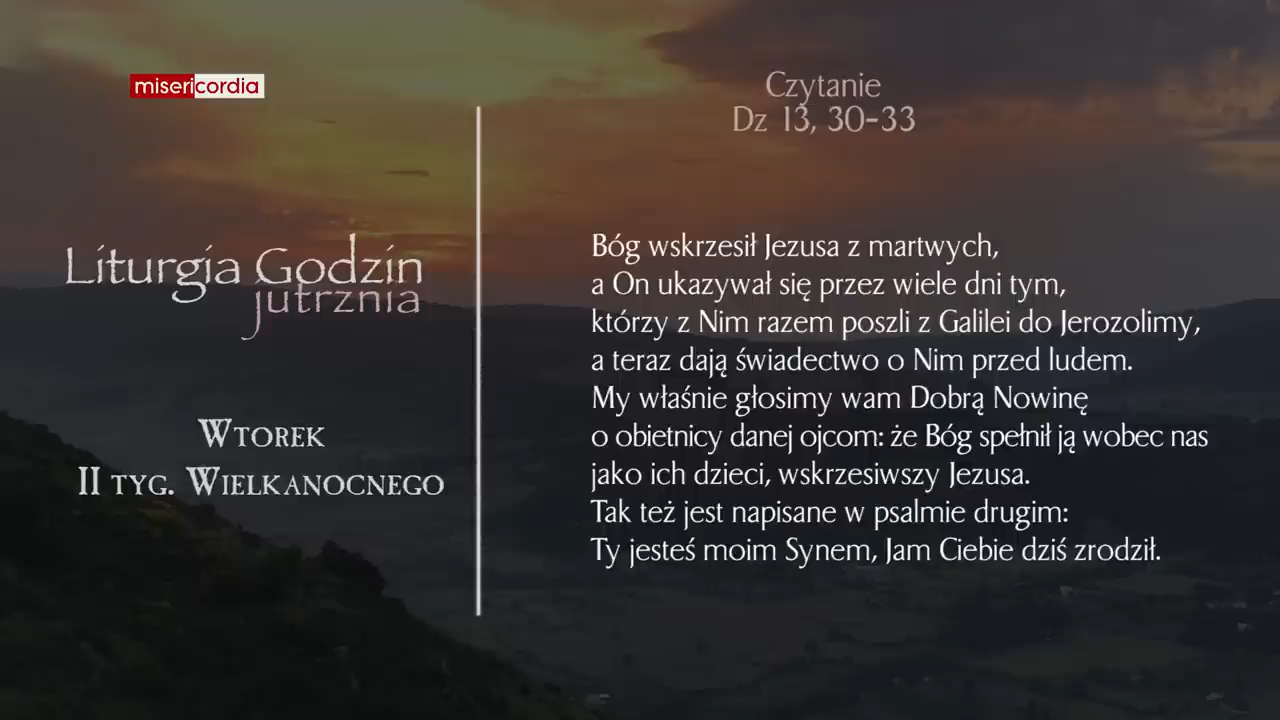 misericordia
Liturgia Godzin
jutrznia
Wtorek
II tyg. Wielkanocnego
Czytanie
Dz 13, 30-33
Bóg wskrzesił Jezusa z martwych,
a On ukazywał się przez wiele dni tym,
którzy z Nim razem poszli z Galilei do Jerozolimy,
a teraz dają świadectwo o Nim przed ludem.
My właśnie głosimy wam Dobrą Nowinę
o obietnicy danej ojcom: że Bóg spełnił ją wobec nas
jako ich dzieci, wskrzesiwszy Jezusa.
Tak też jest napisane w psalmie drugim:
Ty jesteś moim Synem, Jam Ciebie dziś zrodził.